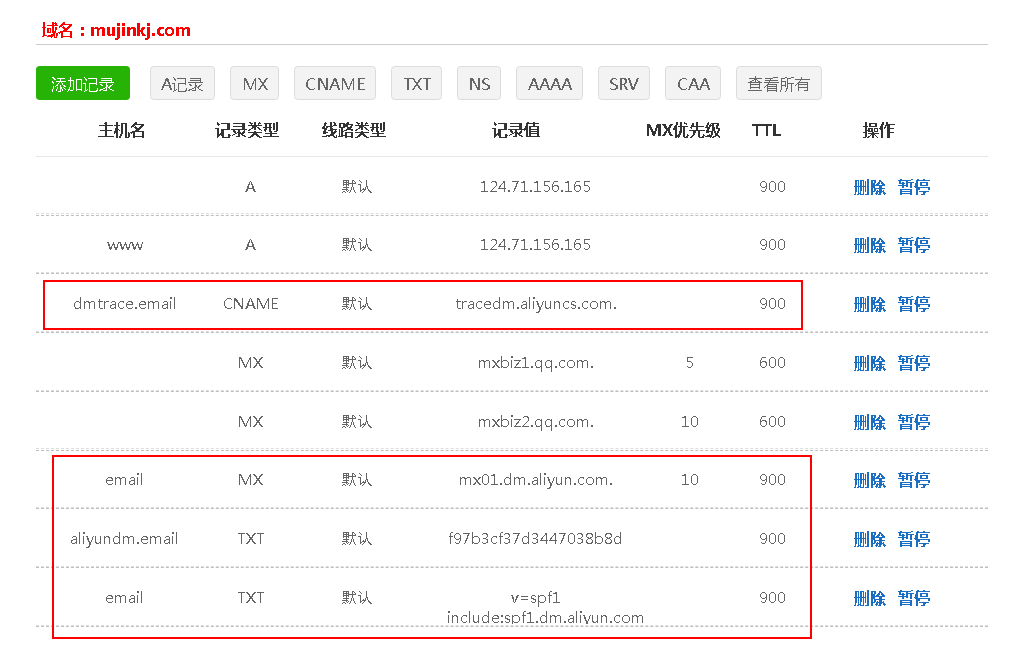 域名：mujinkj.com
添加记录 A记录 MX CNAME TXT NS AAAA SRV CAA 查看所有
主机名 记录类型 线路类型 记录值 MX优先级 TTL 操作
A 默认 124.71.156.165 900 删除 暂停
www A 默认 124.71.156.165 900 删除 暂停
dmtrace.email CNAME 默认 tracedm.aliyuncs.com. 900 删除 暂停
MX 默认 mxbiz1.qq.com. 5 600 删除 暂停
MX 默认 mxbiz2.qq.com. 10 600 删除 暂停
email MX 默认 mx01.dm.aliyun.com. 10 900 删除 暂停
aliyundm.email TXT 默认 f97b3cf37d3447038b8d 900 删除 暂停
email TXT 默认 v=spf1 900 删除 暂停
include:spf1.dm.aliyun.com